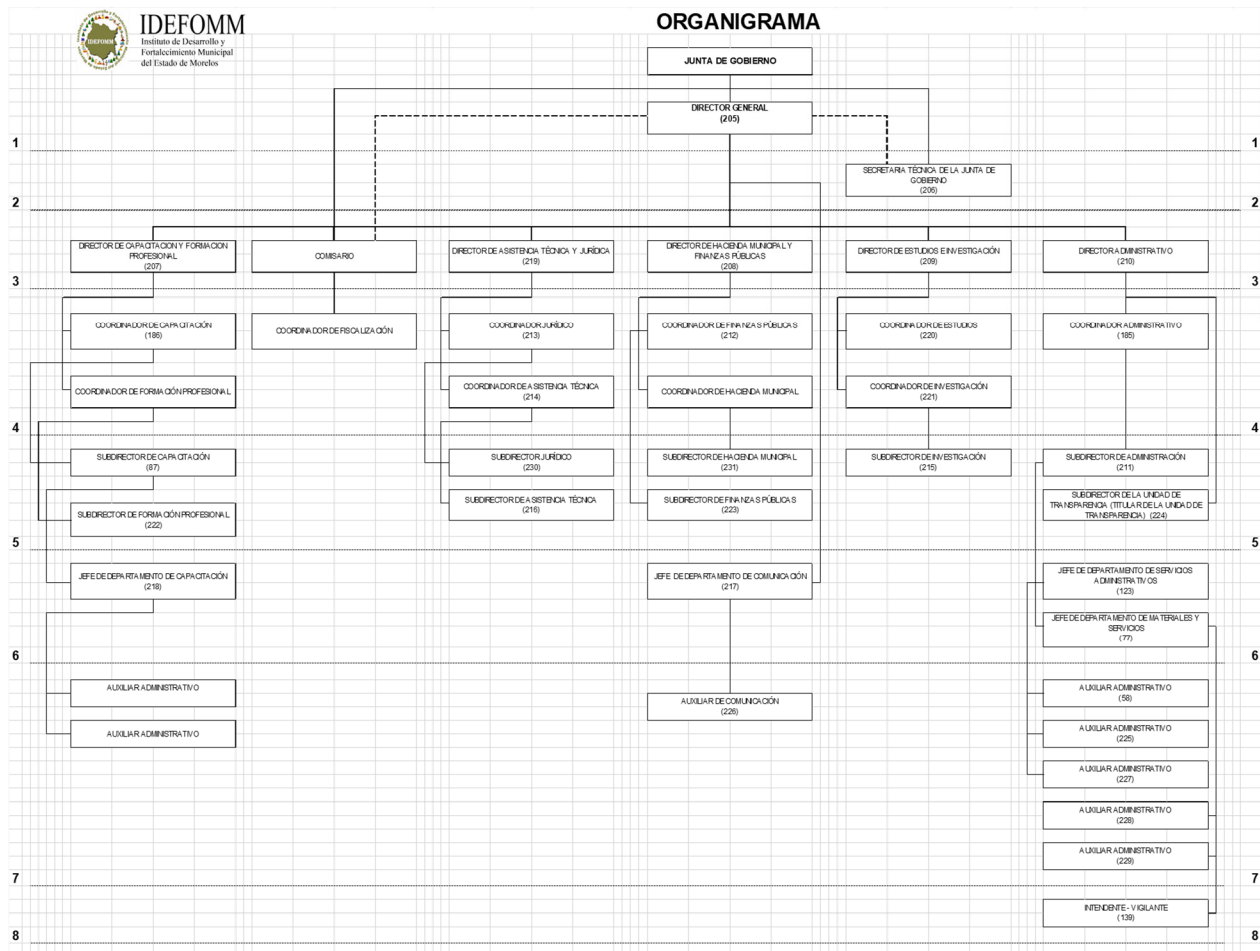 IDEFOMM
Instituto de Desarrollo y
Fortalecimiento Municipal
del Estado de Morelos
IDEFOMM
ORGANIGRAMA
JUNTA DE GOBIERNO
DIRECTOR GENERAL
(205)
1
1
SECRETARIA TÉCNICA DE LA JUNTA DE
GOBIERNO
(206)
2
2
DIRECTOR DE CAPACITACION Y FORMACION
PROFESIONAL
(207)
COMISARIO
DIRECTOR DE ASISTENCIA TÉCNICA Y JURÍDICA
(219)
DIRECTOR DE HACIENDA MUNICIPAL Y
FINANZAS PÚBLICAS
(208)
DIRECTOR DE ESTUDIOS E INVESTIGACIÓN
(209)
DIRECTOR ADMINISTRATIVO
(210)
3
3
COORDINADOR DE CAPACITACIÓN
(186)
COORDINADOR DE FISCALIZACIÓN
COORDINADOR JURÍDICO
(213)
COORDINADOR DE FINANZAS PÚBLICAS
(212)
COORDINADOR DE ESTUDIOS
(220)
COORDINADOR ADMINISTRATIVO
(185)
COORDINADOR DE FORMACIÓN PROFESIONAL
COORDINADOR DE ASISTENCIA TÉCNICA
(214)
COORDINADOR DE HACIENDA MUNICIPAL
COORDINADOR DE INVESTIGACIÓN
(221)
4
4
SUBDIRECTOR DE CAPACITACIÓN
(87)
SUBDIRECTOR JURÍDICO
(230)
SUBDIRECTOR DE HACIENDA MUNICIPAL
(231)
SUBDIRECTOR DE INVESTIGACIÓN
(215)
SUBDIRECTOR DE ADMINISTRACIÓN
(211)
SUBDIRECTOR DE FORMACIÓN PROFESIONAL
(222)
SUBDIRECTOR DE ASISTENCIA TÉCNICA
(216)
SUBDIRECTOR DE FINANZAS PÚBLICAS
(223)
SUBDIRECTOR DE LA UNIDAD DE
TRANSPARENCIA (TITULAR DE LA UNIDAD DE
TRANSPARENCIA) (224)
5
5
JEFE DE DEPARTAMENTO DE CAPACITACIÓN
(218)
JEFE DE DEPARTAMENTO DE COMUNICACIÓN
(217)
JEFE DE DEPARTAMENTO DE SERVICIOS
ADMINISTRATIVOS
(123)
JEFE DE DEPARTAMENTO DE MATERIALES Y
SERVICIOS
(77)
6
6
AUXILIAR ADMINISTRATIVO
AUXILIAR DE COMUNICACIÓN
(226)
AUXILIAR ADMINISTRATIVO
(58)
AUXILIAR ADMINISTRATIVO
AUXILIAR ADMINISTRATIVO
(225)
AUXILIAR ADMINISTRATIVO
(227)
AUXILIAR ADMINISTRATIVO
(228)
AUXILIAR ADMINISTRATIVO
(229)
7
7
INTENDENTE - VIGILANTE
(139)
8
8